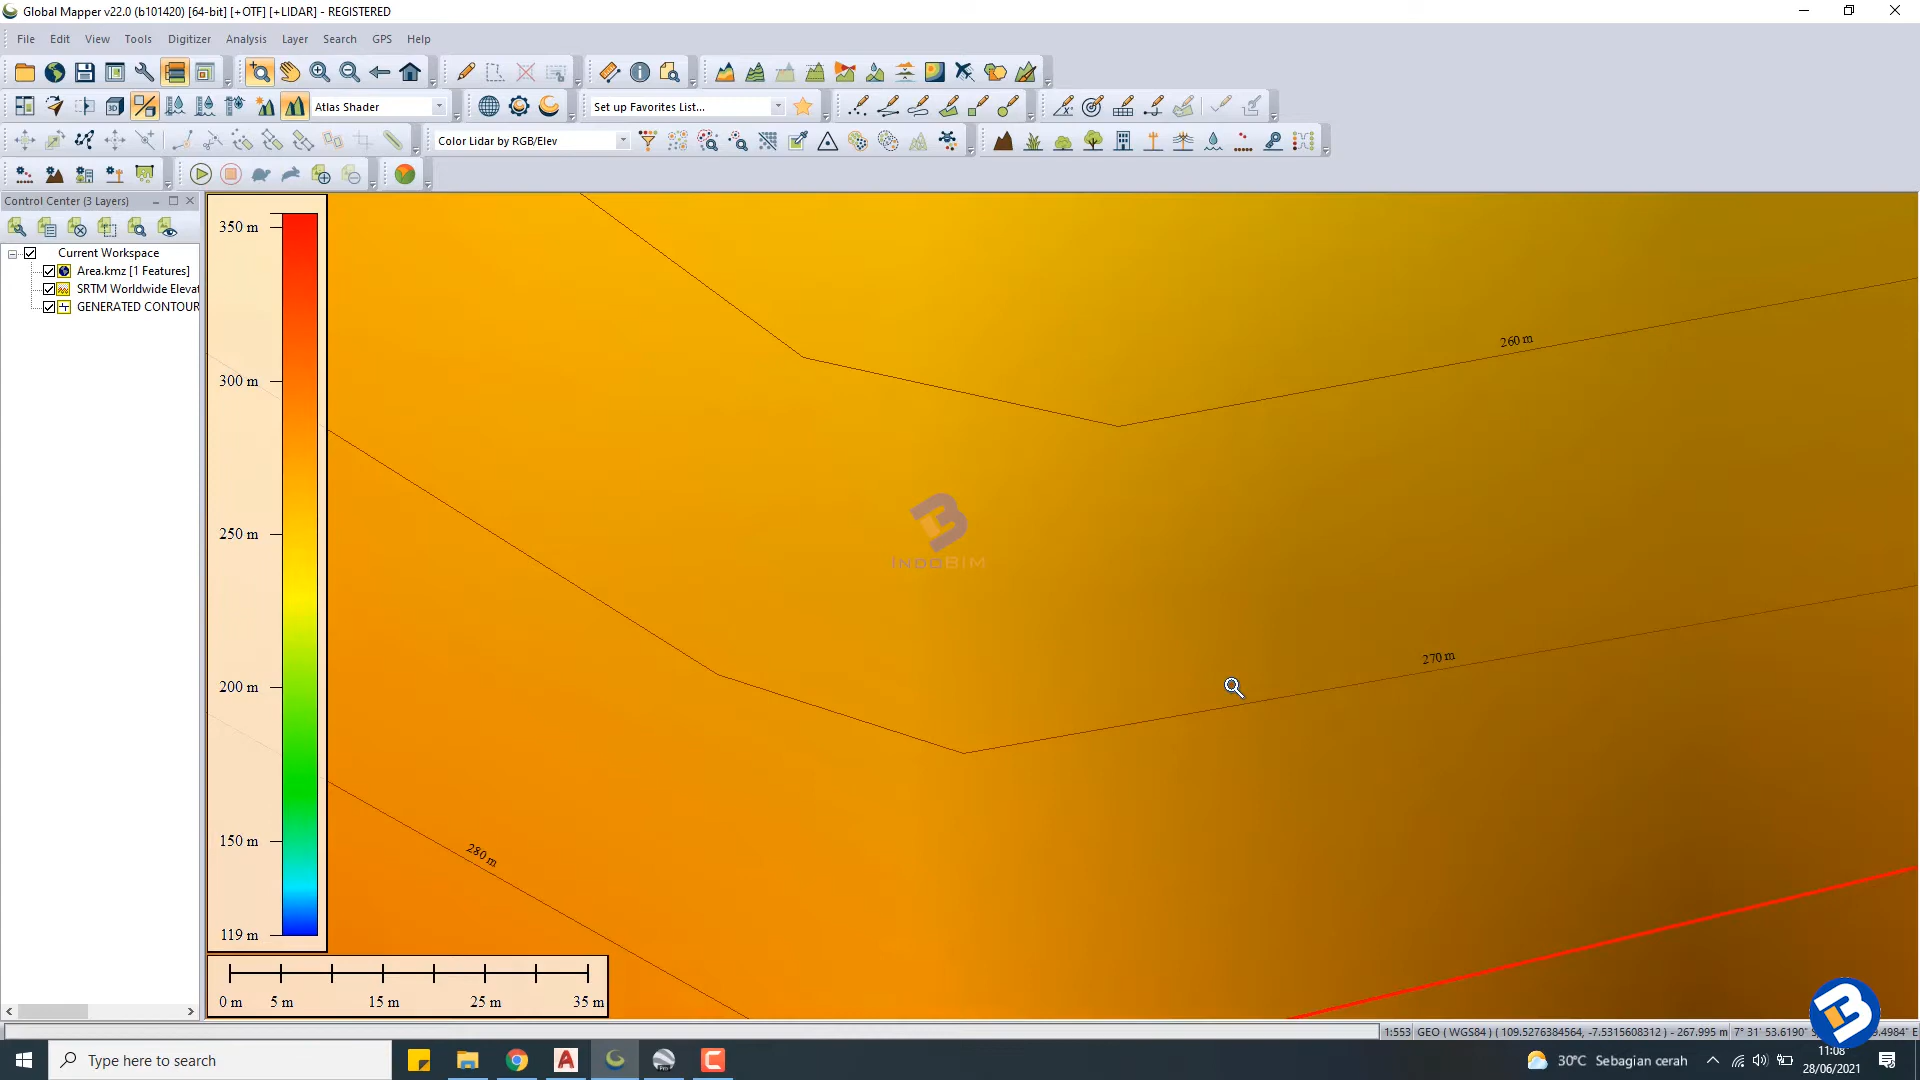 Global Mapper v22.0 (b101420) [64-bit] [+OTF] [+LIDAR] - REGISTERED
File Edit View Tools Digitizer Analysis Layer Search GPS Help
Atlas Shader
Set up Favorites List...
Color Lidar by RGB/Elev
Control Center (3 Layers)
Current Workspace
Area.kmz [1 Features]
SRTM Worldwide Elevat
GENERATED CONTOUR
350 m
300 m
250 m
200 m
150 m
119 m
260 m
270 m
280 m
IndoBIM
0 m 5 m 15 m 25 m 35 m
1:553 GEO ( WGS84 ) ( 109.5276384564, -7.5315608312 ) - 267.995 m 7° 31' 53.6190" S
.4984" E
Type here to search
30°C Sebagian cerah
11:08
28/06/2021